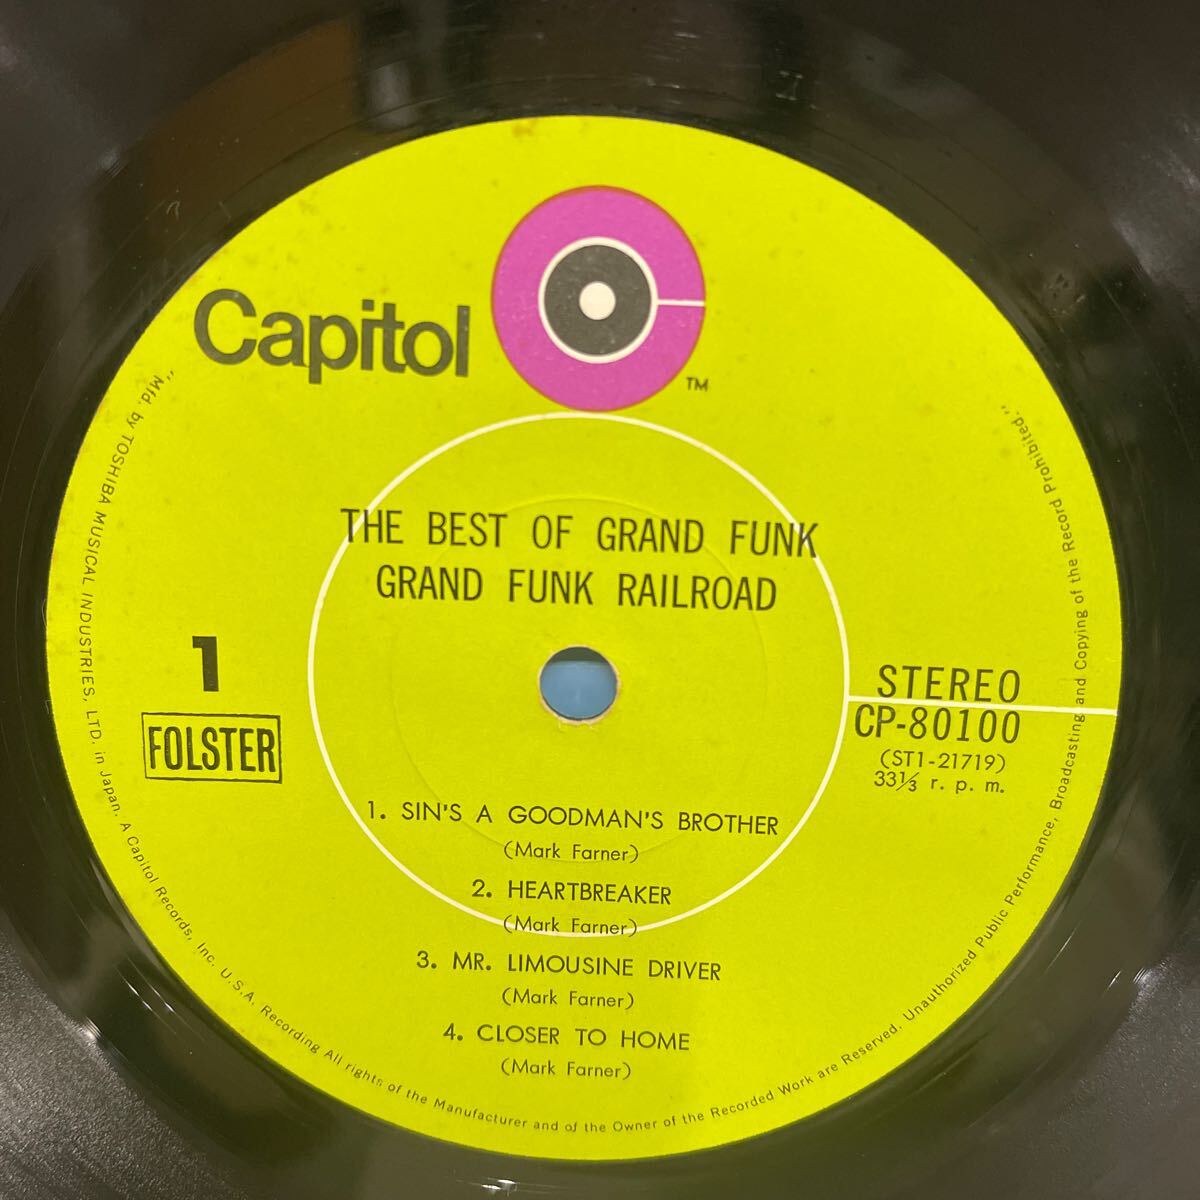 Capitol
TM
THE BEST OF GRAND FUNK
GRAND FUNK RAILROAD
1
FOLSTER
STEREO
CP-80100
(ST1-21719)
33⅓ r. p. m.
1. SIN'S A GOODMAN'S BROTHER
(Mark Farner)
2. HEARTBREAKER
(Mark Farner)
3. MR. LIMOUSINE DRIVER
(Mark Farner)
4. CLOSER TO HOME
(Mark Farner)
"Mfd. by TOSHIBA MUSICAL INDUSTRIES, LTD. in Japan. A Capitol Records, Inc. U.S.A. Recording All rights of the Manufacturer and of the Owner of the Recorded Work are Reserved. Unauthorized Public Performance, Broadcasting and Copying of the Record Prohibited."